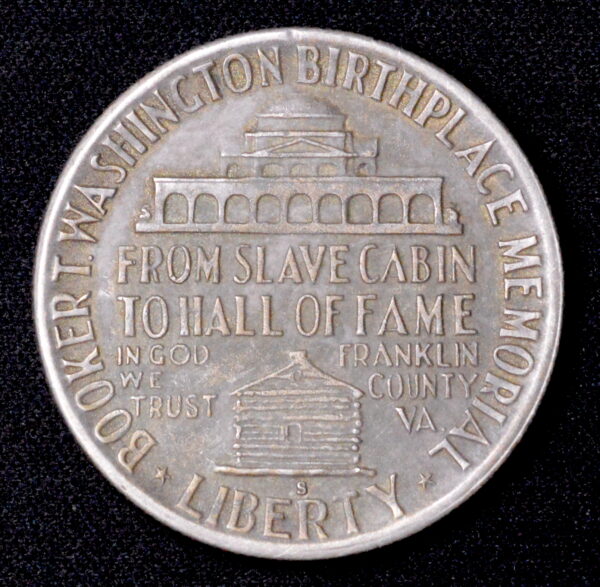 BOOKER T. WASHINGTON BIRTHPLACE MEMORIAL
FROM SLAVE CABIN
TO HALL OF FAME
IN GOD
WE
TRUST
FRANKLIN
COUNTY
VA.
S
LIBERTY